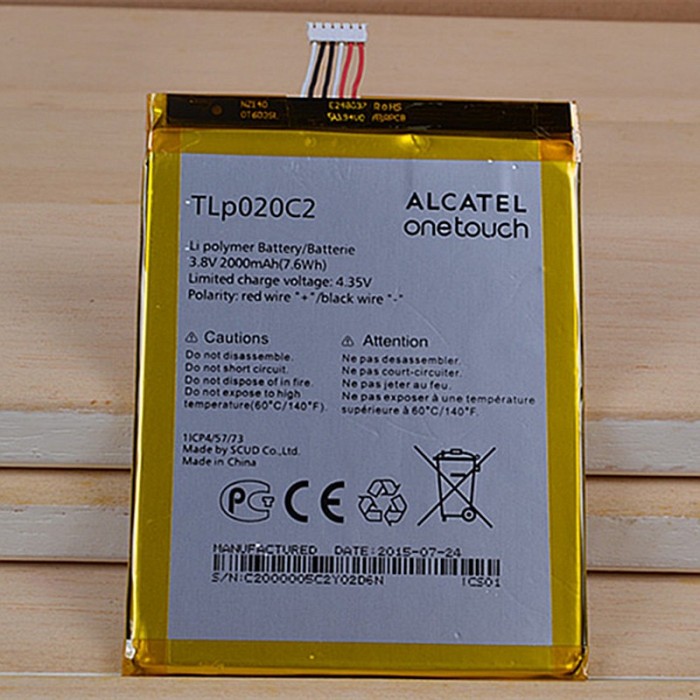 NZ140
E248037 RoHS
TLp020C2
ALCATEL
onetouch
Li polymer Battery/Batterie
3.8V 2000mAh(7.6Wh)
Limited charge voltage: 4.35V
Polarity: red wire "+"/black wire "-"
Cautions
Do not disassemble.
Do not short circuit.
Do not dispose of in fire.
Do not expose to high
temperature(60°C/140°F).
Attention
Ne pas desassembler.
Ne pas court-circuiter.
Ne pas jeter au feu.
Ne pas exposer à une température
supérieure à 60°C/140°F.
1ICP4/57/73
Made by SCUD Co.,Ltd.
Made in China
CE
MANUFACTURED DATE:2015-07-24
S/N:C2000005C2Y02D6N ICS01